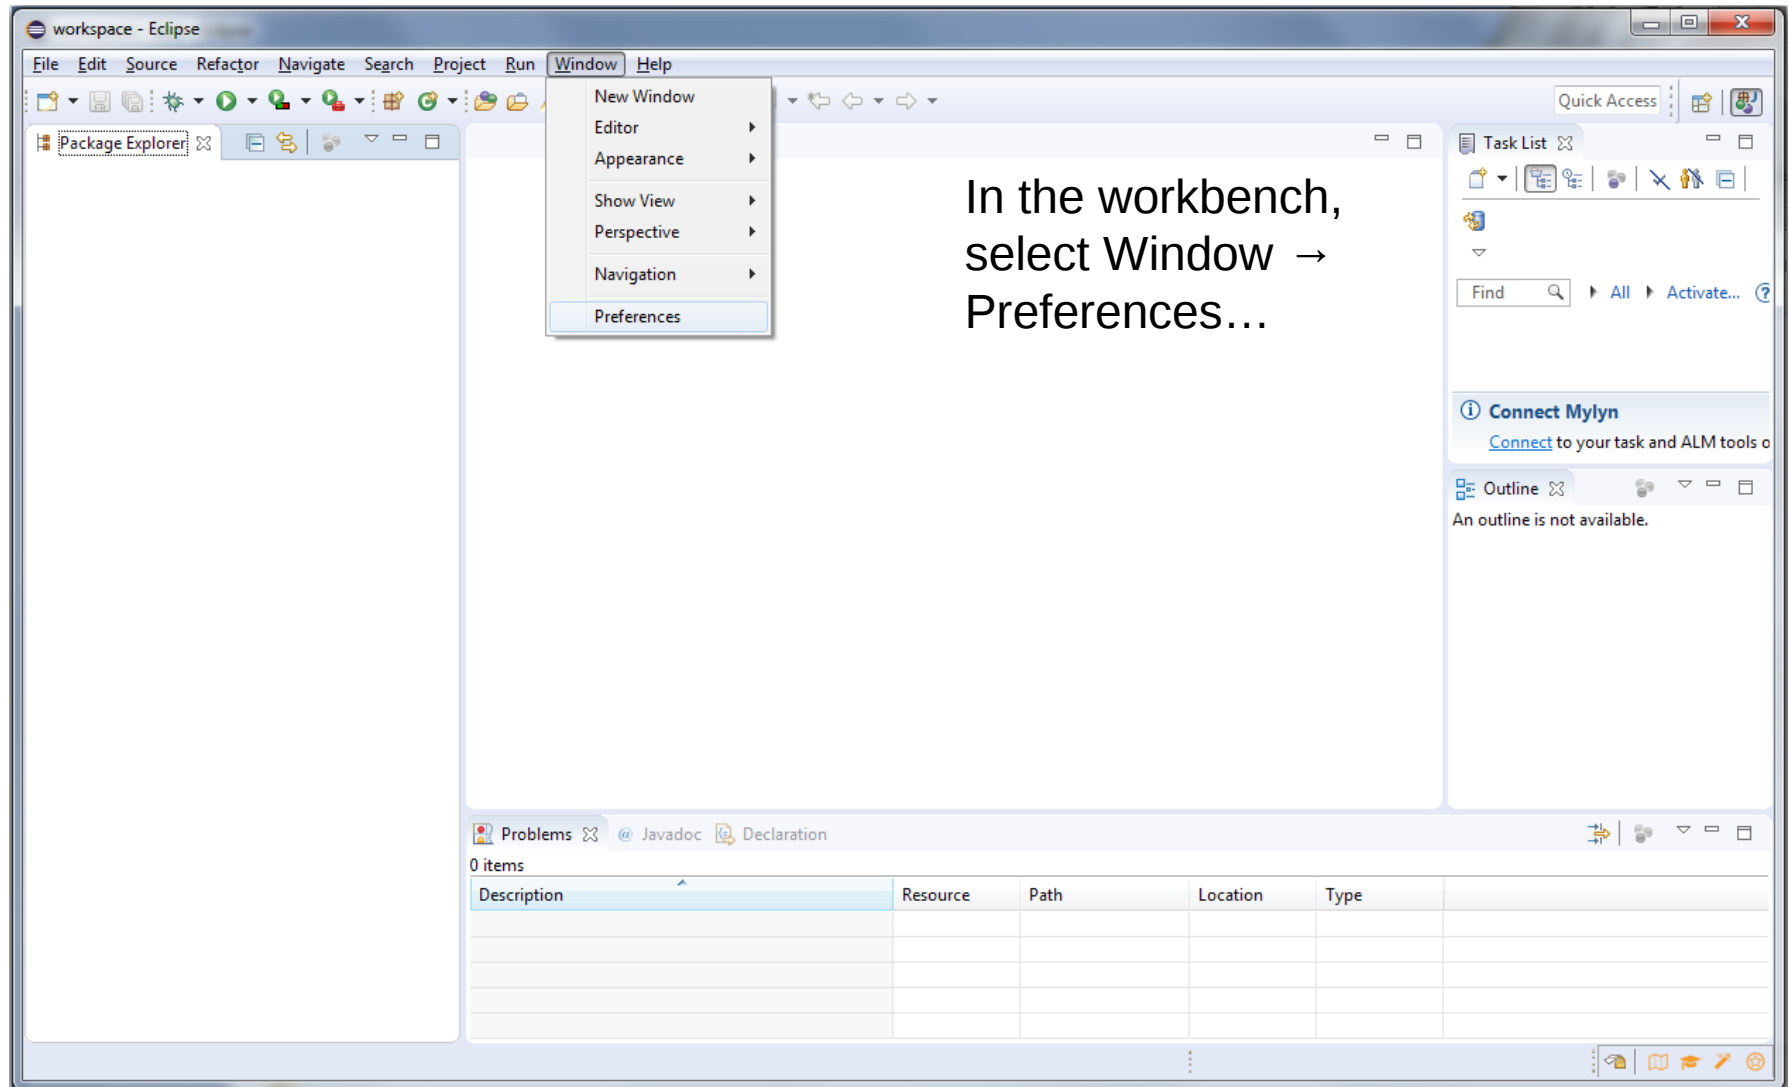 workspace - Eclipse
File Edit Source Refactor Navigate Search Project Run Window Help
Quick Access
New Window
Editor
Appearance
Show View
Perspective
Navigation
Preferences
Package Explorer
In the workbench,
select Window →
Preferences...
Task List
Find All Activate...
Connect Mylyn
Connect to your task and ALM tools o
Outline
An outline is not available.
Problems @ Javadoc Declaration
0 items
Description Resource Path Location Type